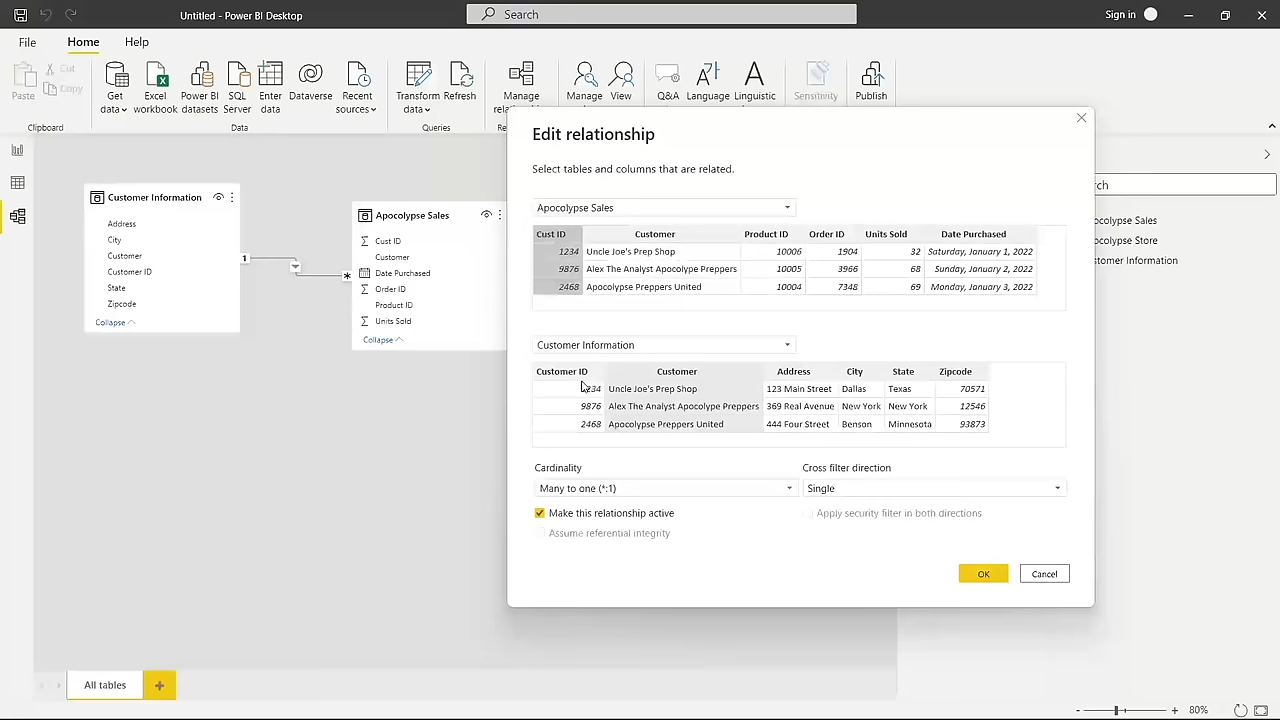 Untitled - Power BI Desktop
Search
Sign in
File Home Help
Cut
Copy
Paste
Get data
Excel workbook
Power BI datasets
SQL Server
Enter data
Dataverse
Recent sources
Transform data
Refresh
Manage
View
Q&A
Language
Linguistic
Sensitivity
Publish
Clipboard
Data
Queries
Customer Information
Address
City
Customer
Customer ID
State
Zipcode
Collapse
1
*
Apocolypse Sales
Cust ID
Customer
Date Purchased
Order ID
Product ID
Units Sold
Collapse
Edit relationship
Select tables and columns that are related.
Apocolypse Sales
Cust ID Customer Product ID Order ID Units Sold Date Purchased
1234 Uncle Joe's Prep Shop 10006 1904 32 Saturday, January 1, 2022
9876 Alex The Analyst Apocolype Preppers 10005 3966 68 Sunday, January 2, 2022
2468 Apocolypse Preppers United 10004 7348 69 Monday, January 3, 2022
Customer Information
Customer ID Customer Address City State Zipcode
Uncle Joe's Prep Shop 123 Main Street Dallas Texas 70571
9876 Alex The Analyst Apocolype Preppers 369 Real Avenue New York New York 12546
2468 Apocolypse Preppers United 444 Four Street Benson Minnesota 93873
Cardinality
Many to one (*:1)
Cross filter direction
Single
Make this relationship active
Apply security filter in both directions
Assume referential integrity
OK
Cancel
All tables
80%